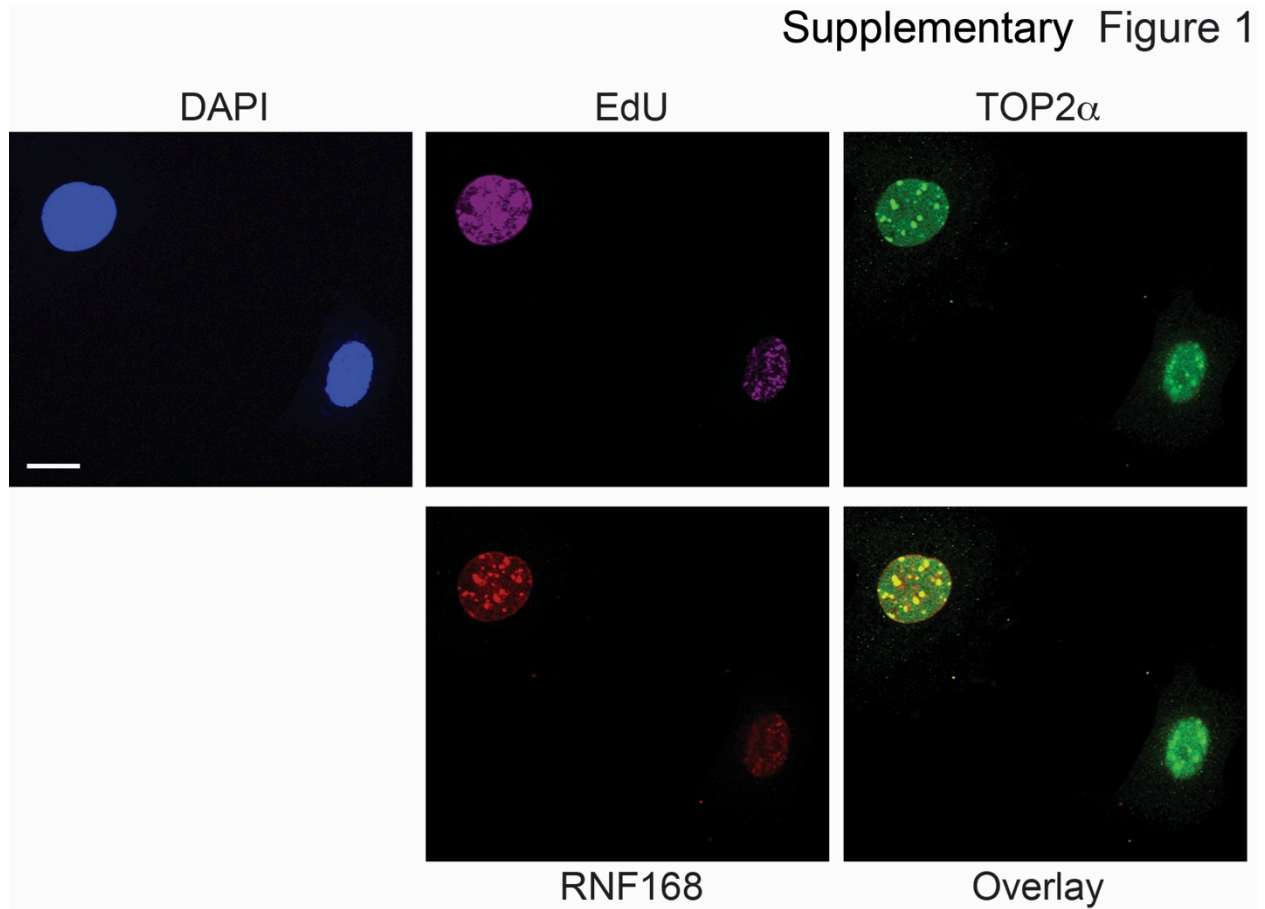 Supplementary Figure 1
DAPI
EdU
TOP2α
RNF168
Overlay